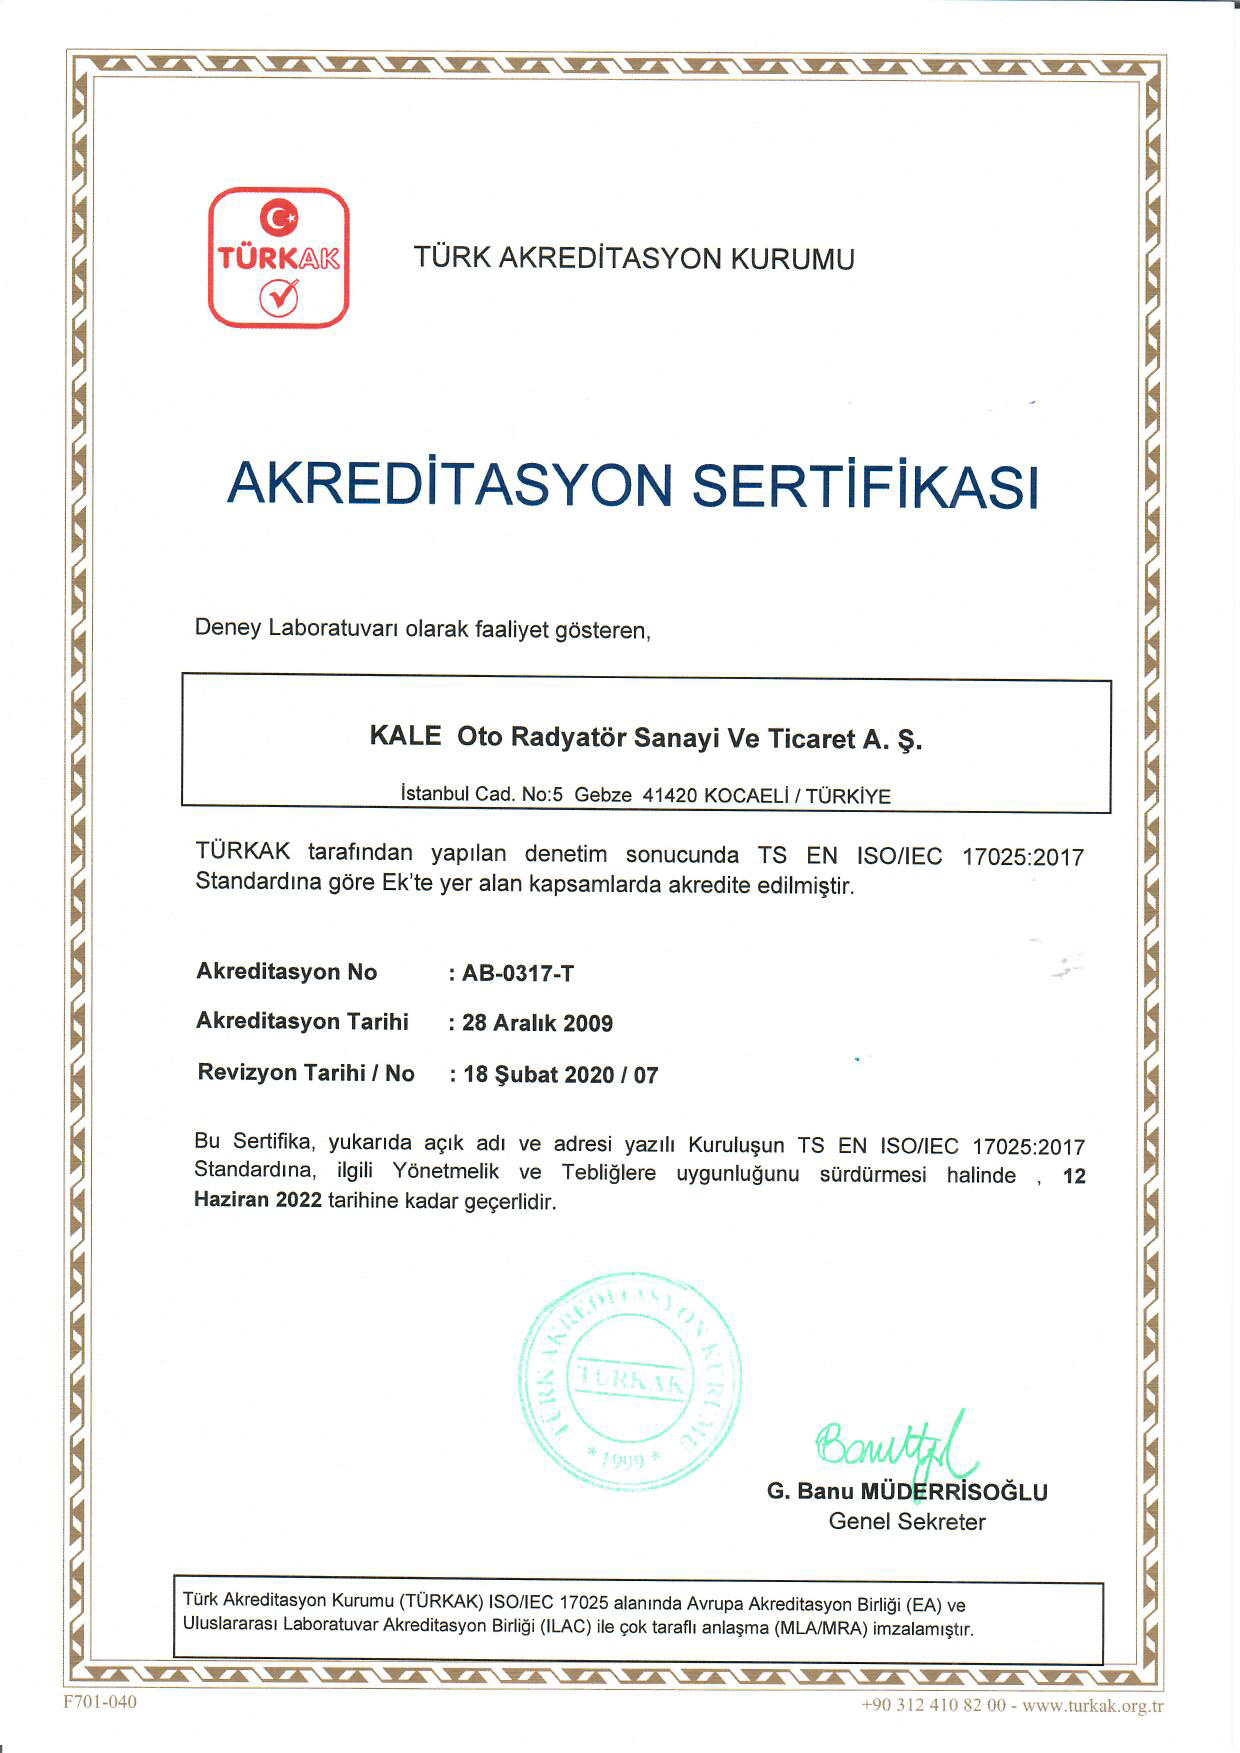 TÜRKAK
TÜRK AKREDİTASYON KURUMU
AKREDİTASYON SERTİFİKASI
Deney Laboratuvarı olarak faaliyet gösteren,
KALE Oto Radyatör Sanayi Ve Ticaret A. Ş.
İstanbul Cad. No:5 Gebze 41420 KOCAELİ / TÜRKİYE
TÜRKAK tarafından yapılan denetim sonucunda TS EN ISO/IEC 17025:2017
Standardına göre Ek'te yer alan kapsamlarda akredite edilmiştir.
Akreditasyon No : AB-0317-T
Akreditasyon Tarihi : 28 Aralık 2009
Revizyon Tarihi / No : 18 Şubat 2020 / 07
Bu Sertifika, yukarıda açık adı ve adresi yazılı Kuruluşun TS EN ISO/IEC 17025:2017
Standardına, ilgili Yönetmelik ve Tebliğlere uygunluğunu sürdürmesi halinde , 12
Haziran 2022 tarihine kadar geçerlidir.
TÜRK AKREDİTASYON KURUMU
TÜRKAK
* 1999 *
G. Banu MÜDERRİSOĞLU
Genel Sekreter
Türk Akreditasyon Kurumu (TÜRKAK) ISO/IEC 17025 alanında Avrupa Akreditasyon Birliği (EA) ve
Uluslararası Laboratuvar Akreditasyon Birliği (ILAC) ile çok taraflı anlaşma (MLA/MRA) imzalamıştır.
F701-040
+90 312 410 82 00 - www.turkak.org.tr